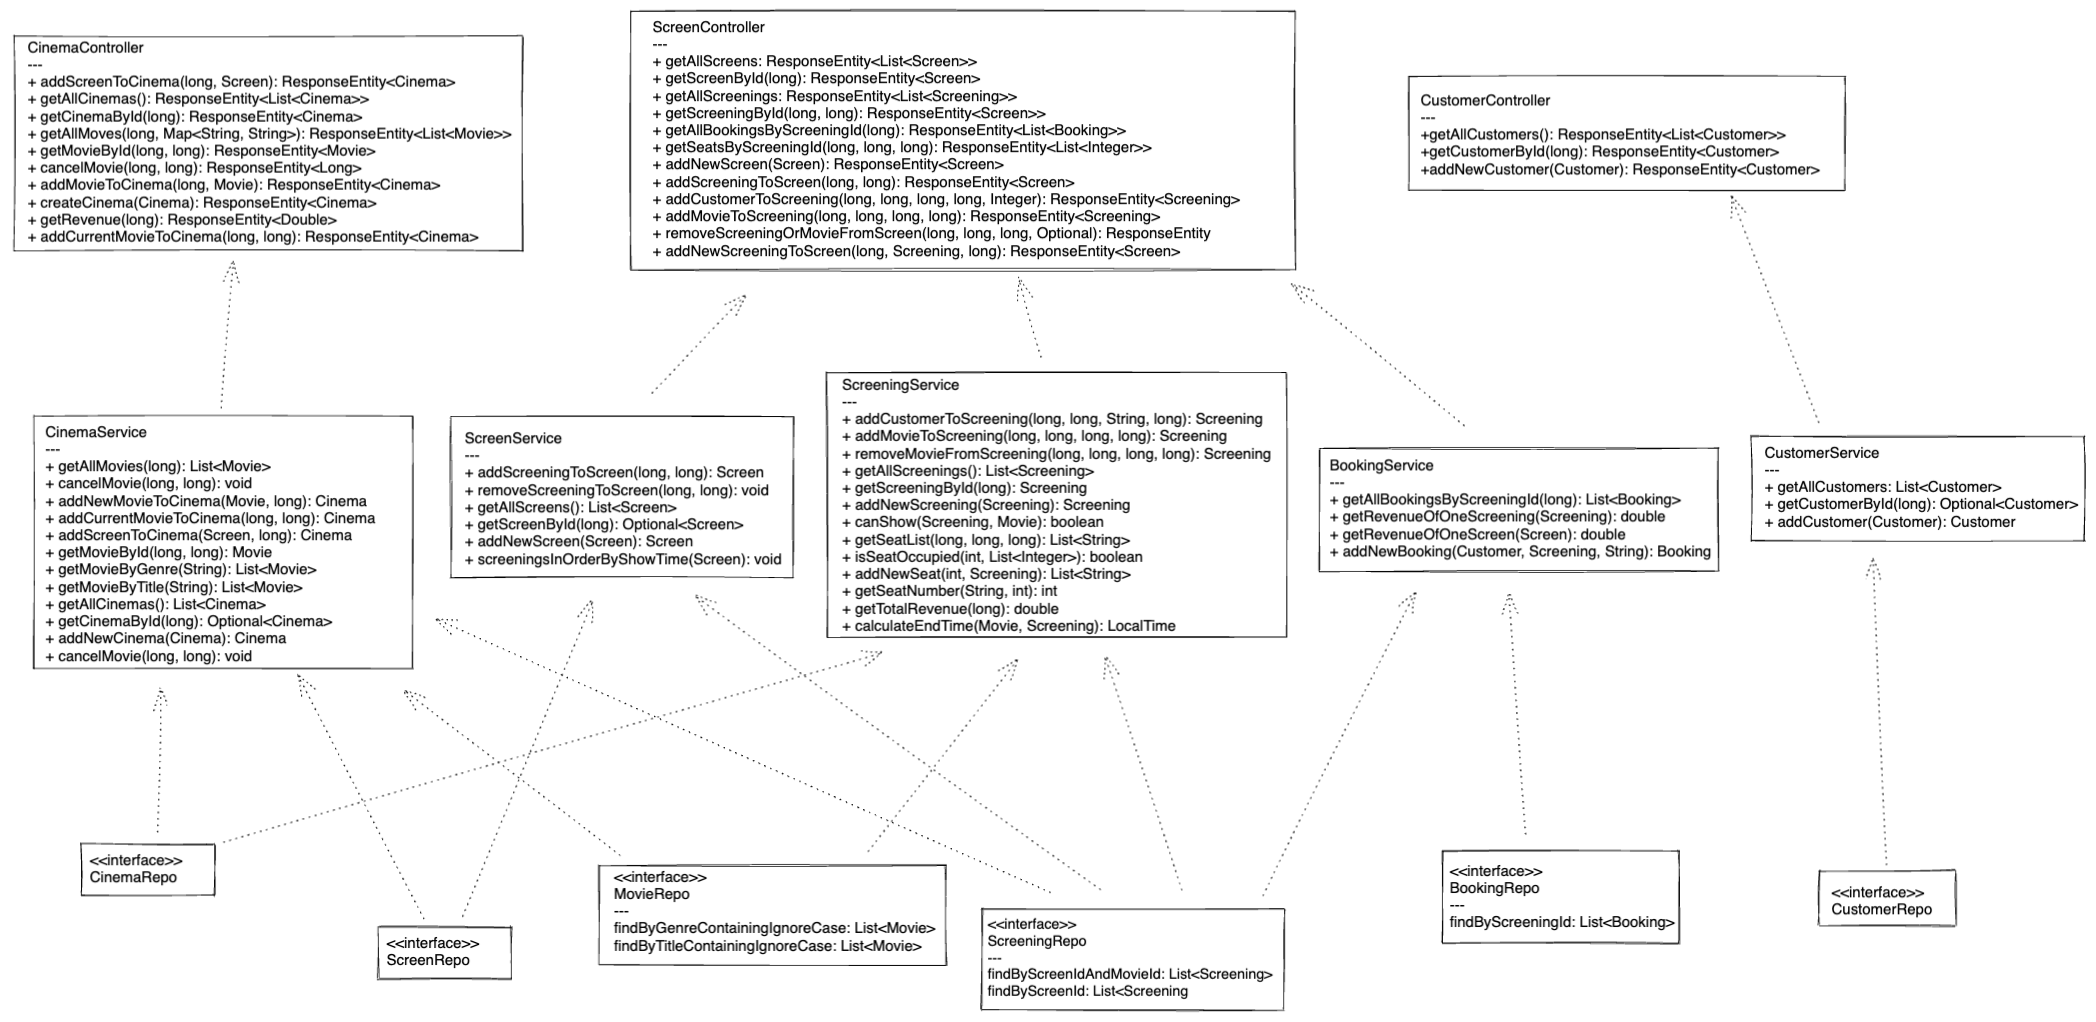 CinemaController
---
+ addScreenToCinema(long, Screen): ResponseEntity<Cinema>
+ getAllCinemas(): ResponseEntity<List<Cinema>>
+ getCinemaById(long): ResponseEntity<Cinema>
+ getAllMoves(long, Map<String, String>): ResponseEntity<List<Movie>>
+ getMovieById(long, long): ResponseEntity<Movie>
+ cancelMovie(long, long): ResponseEntity<Long>
+ addMovieToCinema(long, Movie): ResponseEntity<Cinema>
+ createCinema(Cinema): ResponseEntity<Cinema>
+ getRevenue(long): ResponseEntity<Double>
+ addCurrentMovieToCinema(long, long): ResponseEntity<Cinema>
ScreenController
---
+ getAllScreens: ResponseEntity<List<Screen>>
+ getScreenById(long): ResponseEntity<Screen>
+ getAllScreenings: ResponseEntity<List<Screening>>
+ getScreeningById(long, long): ResponseEntity<Screen>>
+ getAllBookingsByScreeningId(long): ResponseEntity<List<Booking>>
+ getSeatsByScreeningId(long, long, long): ResponseEntity<List<Integer>>
+ addNewScreen(Screen): ResponseEntity<Screen>
+ addScreeningToScreen(long, long): ResponseEntity<Screen>
+ addCustomerToScreening(long, long, long, long, Integer): ResponseEntity<Screening>
+ addMovieToScreening(long, long, long, long): ResponseEntity<Screening>
+ removeScreeningOrMovieFromScreen(long, long, long, Optional): ResponseEntity
+ addNewScreeningToScreen(long, Screening, long): ResponseEntity<Screen>
CustomerController
---
+getAllCustomers(): ResponseEntity<List<Customer>>
+getCustomerById(long): ResponseEntity<Customer>
+addNewCustomer(Customer): ResponseEntity<Customer>
CinemaService
---
+ getAllMovies(long): List<Movie>
+ cancelMovie(long, long): void
+ addNewMovieToCinema(Movie, long): Cinema
+ addCurrentMovieToCinema(long, long): Cinema
+ addScreenToCinema(Screen, long): Cinema
+ getMovieById(long, long): Movie
+ getMovieByGenre(String): List<Movie>
+ getMovieByTitle(String): List<Movie>
+ getAllCinemas(): List<Cinema>
+ getCinemaById(long): Optional<Cinema>
+ addNewCinema(Cinema): Cinema
+ cancelMovie(long, long): void
ScreenService
---
+ addScreeningToScreen(long, long): Screen
+ removeScreeningToScreen(long, long): void
+ getAllScreens(): List<Screen>
+ getScreenById(long): Optional<Screen>
+ addNewScreen(Screen): Screen
+ screeningsInOrderByShowTime(Screen): void
ScreeningService
---
+ addCustomerToScreening(long, long, String, long): Screening
+ addMovieToScreening(long, long, long, long): Screening
+ removeMovieFromScreening(long, long, long, long): Screening
+ getAllScreenings(): List<Screening>
+ getScreeningById(long): Screening
+ addNewScreening(Screening): Screening
+ canShow(Screening, Movie): boolean
+ getSeatList(long, long, long): List<String>
+ isSeatOccupied(int, List<Integer>): boolean
+ addNewSeat(int, Screening): List<String>
+ getSeatNumber(String, int): int
+ getTotalRevenue(long): double
+ calculateEndTime(Movie, Screening): LocalTime
BookingService
---
+ getAllBookingsByScreeningId(long): List<Booking>
+ getRevenueOfOneScreening(Screening): double
+ getRevenueOfOneScreen(Screen): double
+ addNewBooking(Customer, Screening, String): Booking
CustomerService
---
+ getAllCustomers: List<Customer>
+ getCustomerById(long): Optional<Customer>
+ addCustomer(Customer): Customer
<<interface>>
CinemaRepo
<<interface>>
ScreenRepo
<<interface>>
MovieRepo
---
findByGenreContainingIgnoreCase: List<Movie>
findByTitleContainingIgnoreCase: List<Movie>
<<interface>>
ScreeningRepo
---
findByScreenIdAndMovieId: List<Screening>
findByScreenId: List<Screening
<<interface>>
BookingRepo
---
findByScreeningId: List<Booking>
<<interface>>
CustomerRepo